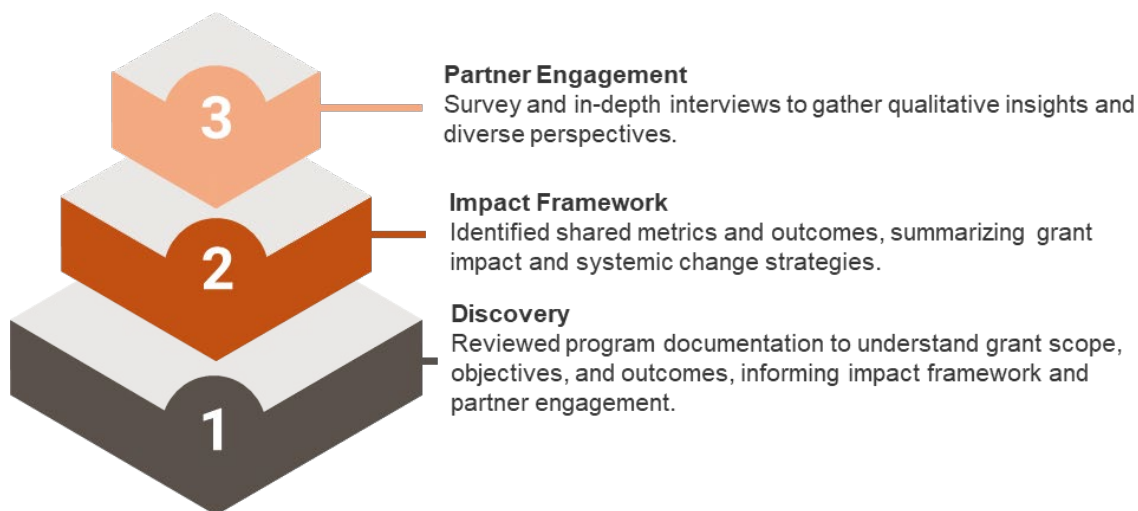 3
Partner Engagement
Survey and in-depth interviews to gather qualitative insights and
diverse perspectives.
2
Impact Framework
Identified shared metrics and outcomes, summarizing grant
impact and systemic change strategies.
1
Discovery
Reviewed program documentation to understand grant scope,
objectives, and outcomes, informing impact framework and
partner engagement.